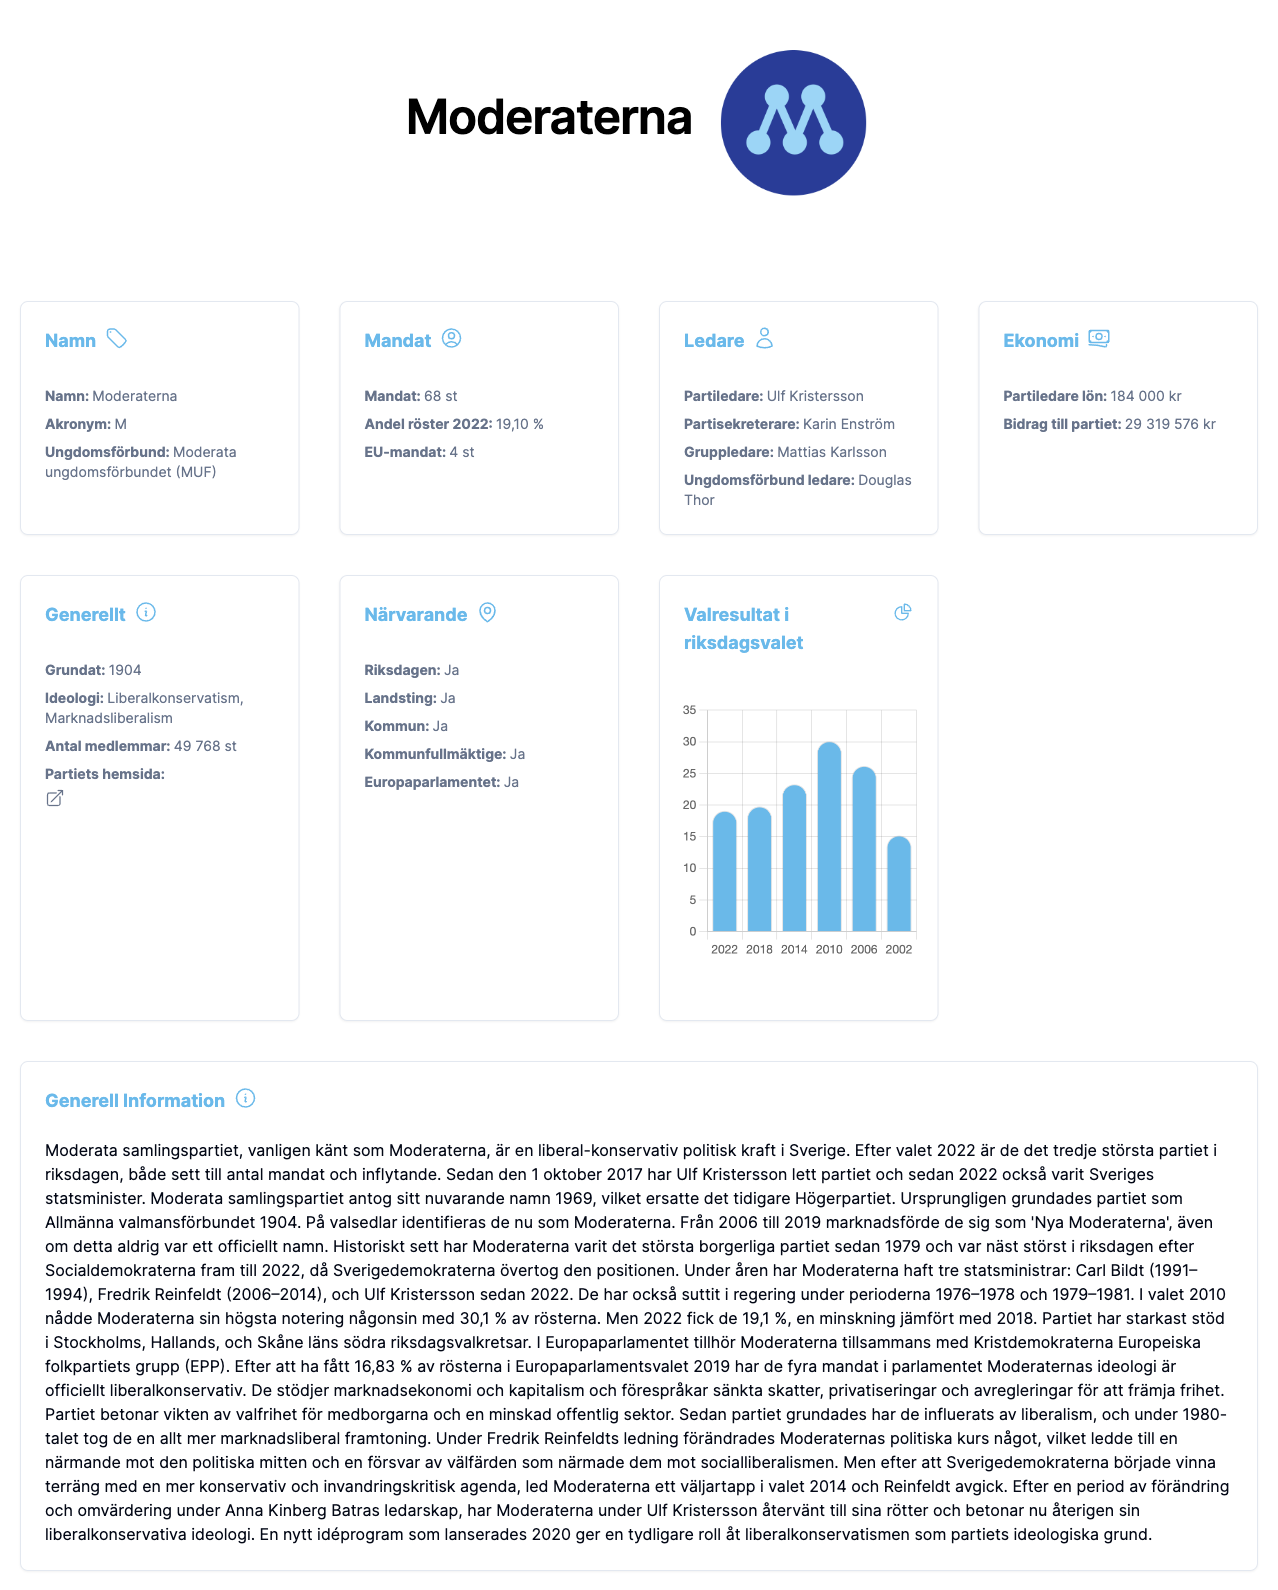 Moderaterna
Namn
Namn: Moderaterna
Akronym: M
Ungdomsförbund: Moderata
ungdomsförbundet (MUF)
Mandat
Mandat: 68 st
Andel röster 2022: 19,10 %
EU-mandat: 4 st
Ledare
Partiledare: Ulf Kristersson
Partisekreterare: Karin Enström
Gruppledare: Mattias Karlsson
Ungdomsförbund ledare: Douglas
Thor
Ekonomi
Partiledare lön: 184 000 kr
Bidrag till partiet: 29 319 576 kr
Generellt
Grundat: 1904
Ideologi: Liberalkonservatism,
Marknadsliberalism
Antal medlemmar: 49 768 st
Partiets hemsida:
Närvarande
Riksdagen: Ja
Landsting: Ja
Kommun: Ja
Kommunfullmäktige: Ja
Europaparlamentet: Ja
Valresultat i
riksdagsvalet
35
30
25
20
15
10
5
0
2022 2018 2014 2010 2006 2002
Generell Information
Moderata samlingspartiet, vanligen känt som Moderaterna, är en liberal-konservativ politisk kraft i Sverige. Efter valet 2022 är de det tredje största partiet i
riksdagen, både sett till antal mandat och inflytande. Sedan den 1 oktober 2017 har Ulf Kristersson lett partiet och sedan 2022 också varit Sveriges
statsminister. Moderata samlingspartiet antog sitt nuvarande namn 1969, vilket ersatte det tidigare Högerpartiet. Ursprungligen grundades partiet som
Allmänna valmansförbundet 1904. På valsedlar identifieras de nu som Moderaterna. Från 2006 till 2019 marknadsförde de sig som 'Nya Moderaterna', även
om detta aldrig var ett officiellt namn. Historiskt sett har Moderaterna varit det största borgerliga partiet sedan 1979 och var näst störst i riksdagen efter
Socialdemokraterna fram till 2022, då Sverigedemokraterna övertog den positionen. Under åren har Moderaterna haft tre statsministrar: Carl Bildt (1991–
1994), Fredrik Reinfeldt (2006–2014), och Ulf Kristersson sedan 2022. De har också suttit i regering under perioderna 1976–1978 och 1979–1981. I valet 2010
nådde Moderaterna sin högsta notering någonsin med 30,1 % av rösterna. Men 2022 fick de 19,1 %, en minskning jämfört med 2018. Partiet har starkast stöd
i Stockholms, Hallands, och Skåne läns södra riksdagsvalkretsar. I Europaparlamentet tillhör Moderaterna tillsammans med Kristdemokraterna Europeiska
folkpartiets grupp (EPP). Efter att ha fått 16,83 % av rösterna i Europaparlamentsvalet 2019 har de fyra mandat i parlamentet Moderaternas ideologi är
officiellt liberalkonservativ. De stödjer marknadsekonomi och kapitalism och förespråkar sänkta skatter, privatiseringar och avregleringar för att främja frihet.
Partiet betonar vikten av valfrihet för medborgarna och en minskad offentlig sektor. Sedan partiet grundades har de influerats av liberalism, och under 1980-
talet tog de en allt mer marknadsliberal framtoning. Under Fredrik Reinfeldts ledning förändrades Moderaternas politiska kurs något, vilket ledde till en
närmande mot den politiska mitten och en försvar av välfärden som närmade dem mot socialliberalismen. Men efter att Sverigedemokraterna började vinna
terräng med en mer konservativ och invandringskritisk agenda, led Moderaterna ett väljartapp i valet 2014 och Reinfeldt avgick. Efter en period av förändring
och omvärdering under Anna Kinberg Batras ledarskap, har Moderaterna under Ulf Kristersson återvänt till sina rötter och betonar nu återigen sin
liberalkonservativa ideologi. En nytt idéprogram som lanserades 2020 ger en tydligare roll åt liberalkonservatismen som partiets ideologiska grund.